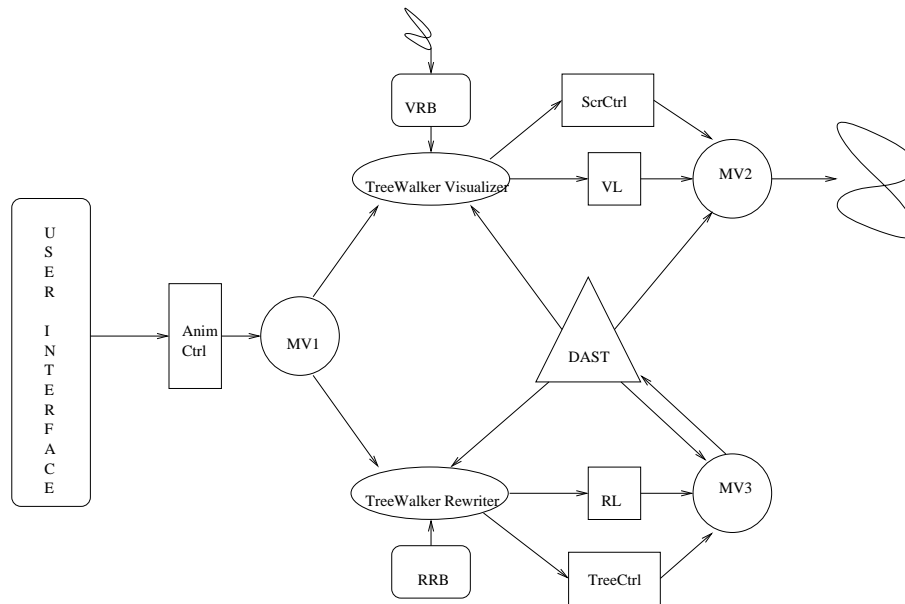 USER INTERFACE
Anim
Ctrl
MV1
VRB
TreeWalker Visualizer
ScrCtrl
VL
MV2
DAST
TreeWalker Rewriter
RRB
RL
TreeCtrl
MV3